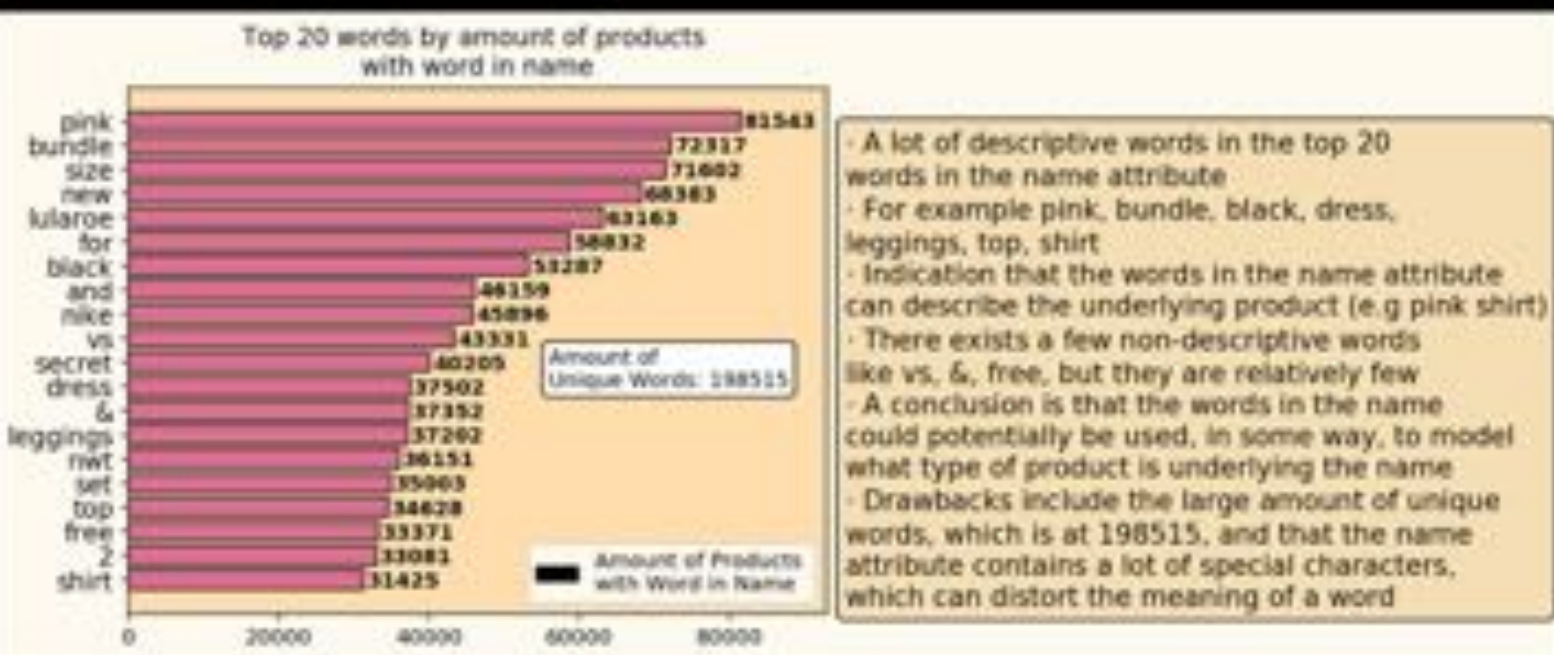 Top 20 words by amount of products
with word in name
pink 81543
bundle 72317
size 71602
new 68383
lularoe 63163
for 58832
black 53287
and 46159
nike 45896
vs 43331
secret 40205
dress 37502
& 37352
leggings 37202
nwt 36151
set 35003
top 34628
free 33371
2 33081
shirt 31425
Amount of
Unique Words: 198515
Amount of Products
with Word in Name
0 20000 40000 60000 80000
· A lot of descriptive words in the top 20
words in the name attribute
· For example pink, bundle, black, dress,
leggings, top, shirt
· Indication that the words in the name attribute
can describe the underlying product (e.g pink shirt)
· There exists a few non-descriptive words
like vs, &, free, but they are relatively few
· A conclusion is that the words in the name
could potentially be used, in some way, to model
what type of product is underlying the name
· Drawbacks include the large amount of unique
words, which is at 198515, and that the name
attribute contains a lot of special characters,
which can distort the meaning of a word